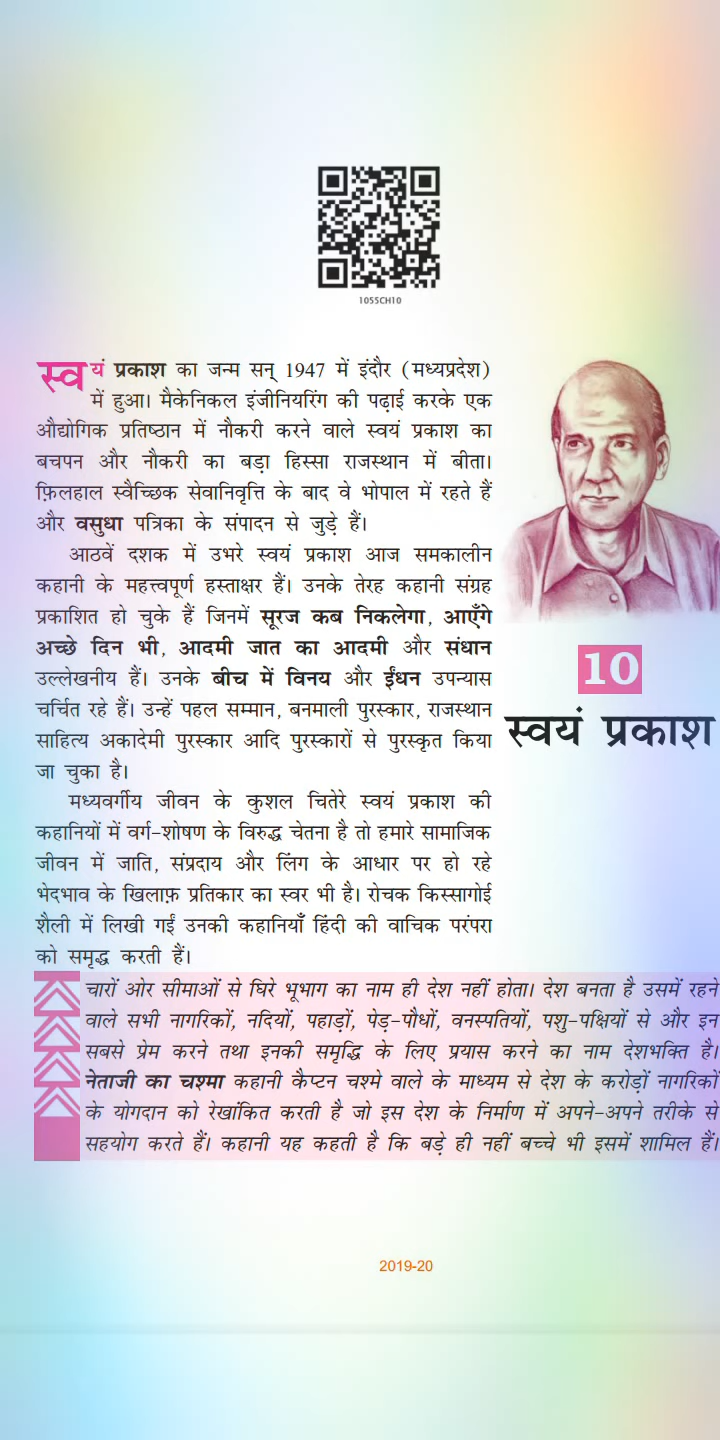 1055CH10
स्वयं प्रकाश का जन्म सन् 1947 में इंदौर (मध्यप्रदेश)
में हुआ। मैकेनिकल इंजीनियरिंग की पढ़ाई करके एक
औद्योगिक प्रतिष्ठान में नौकरी करने वाले स्वयं प्रकाश का
बचपन और नौकरी का बड़ा हिस्सा राजस्थान में बीता।
फ़िलहाल स्वैच्छिक सेवानिवृत्ति के बाद वे भोपाल में रहते हैं
और वसुधा पत्रिका के संपादन से जुड़े हैं।
आठवें दशक में उभरे स्वयं प्रकाश आज समकालीन
कहानी के महत्त्वपूर्ण हस्ताक्षर हैं। उनके तेरह कहानी संग्रह
प्रकाशित हो चुके हैं जिनमें सूरज कब निकलेगा, आएँगे
अच्छे दिन भी, आदमी जात का आदमी और संधान
उल्लेखनीय हैं। उनके बीच में विनय और ईंधन उपन्यास
चर्चित रहे हैं। उन्हें पहल सम्मान, बनमाली पुरस्कार, राजस्थान
साहित्य अकादेमी पुरस्कार आदि पुरस्कारों से पुरस्कृत किया
जा चुका है।
मध्यवर्गीय जीवन के कुशल चितेरे स्वयं प्रकाश की
कहानियों में वर्ग-शोषण के विरुद्ध चेतना है तो हमारे सामाजिक
जीवन में जाति, संप्रदाय और लिंग के आधार पर हो रहे
भेदभाव के खिलाफ़ प्रतिकार का स्वर भी है। रोचक किस्सागोई
शैली में लिखी गईं उनकी कहानियाँ हिंदी की वाचिक परंपरा
को समृद्ध करती हैं।
10
स्वयं प्रकाश
चारों ओर सीमाओं से घिरे भूभाग का नाम ही देश नहीं होता। देश बनता है उसमें रहने
वाले सभी नागरिकों, नदियों, पहाड़ों, पेड़-पौधों, वनस्पतियों, पशु-पक्षियों से और इन
सबसे प्रेम करने तथा इनकी समृद्धि के लिए प्रयास करने का नाम देशभक्ति है।
नेताजी का चश्मा कहानी कैप्टन चश्मे वाले के माध्यम से देश के करोड़ों नागरिकों
के योगदान को रेखांकित करती है जो इस देश के निर्माण में अपने-अपने तरीके से
सहयोग करते हैं। कहानी यह कहती है कि बड़े ही नहीं बच्चे भी इसमें शामिल हैं।
2019-20